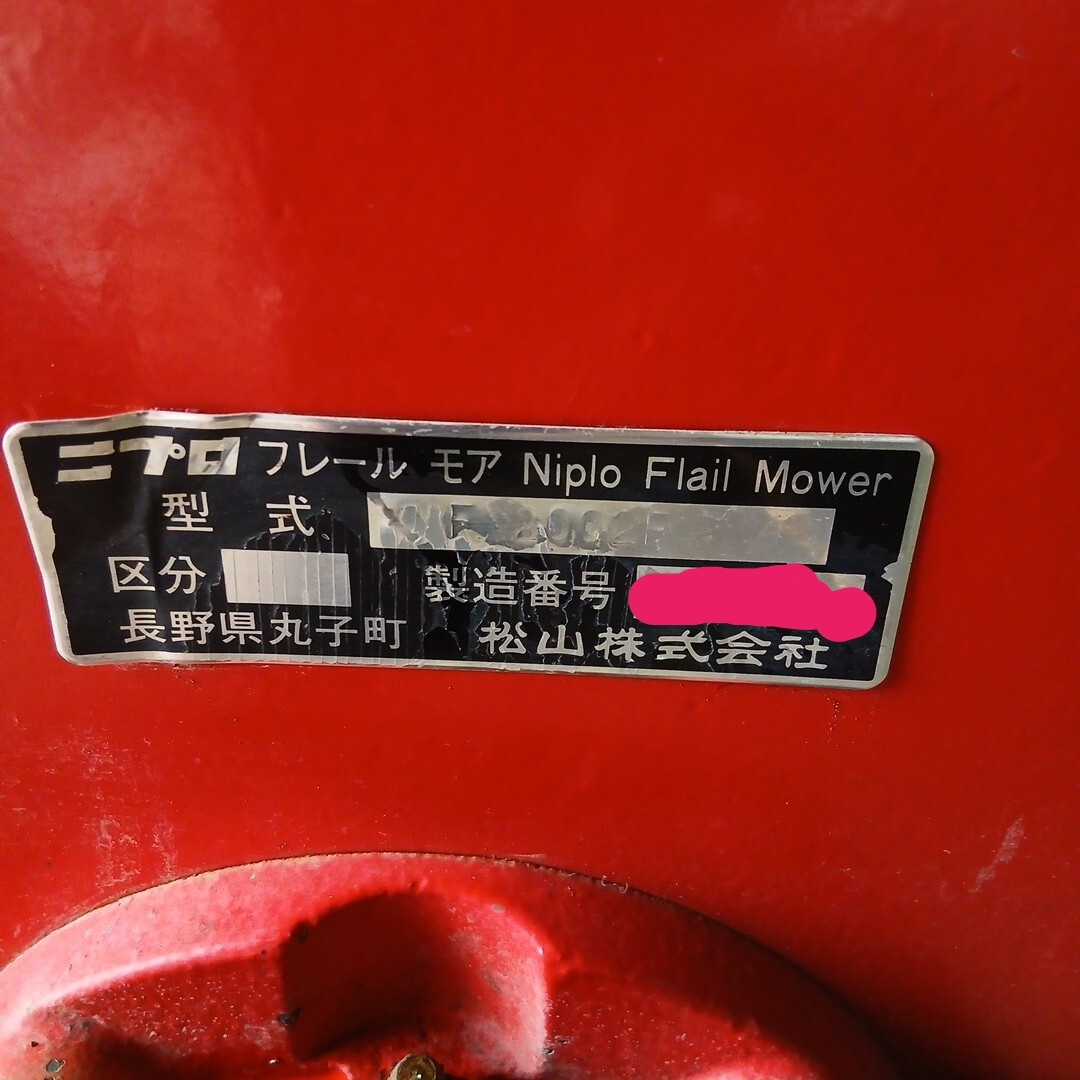 ニプロ フレール モア Niplo Flail Mower
型 式
区分 製造番号
長野県丸子町 松山株式会社